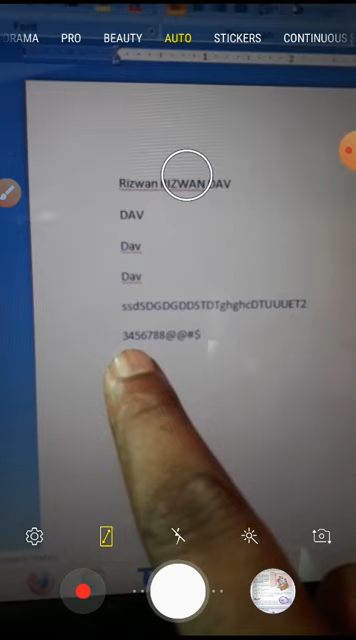 ORAMA PRO BEAUTY AUTO STICKERS CONTINUOUS
Rizwan RIZWAN DAV
DAV
Dav
Dav
ssdSDGDGDDSTDTghghcDTUUUET2
3456788@@#$